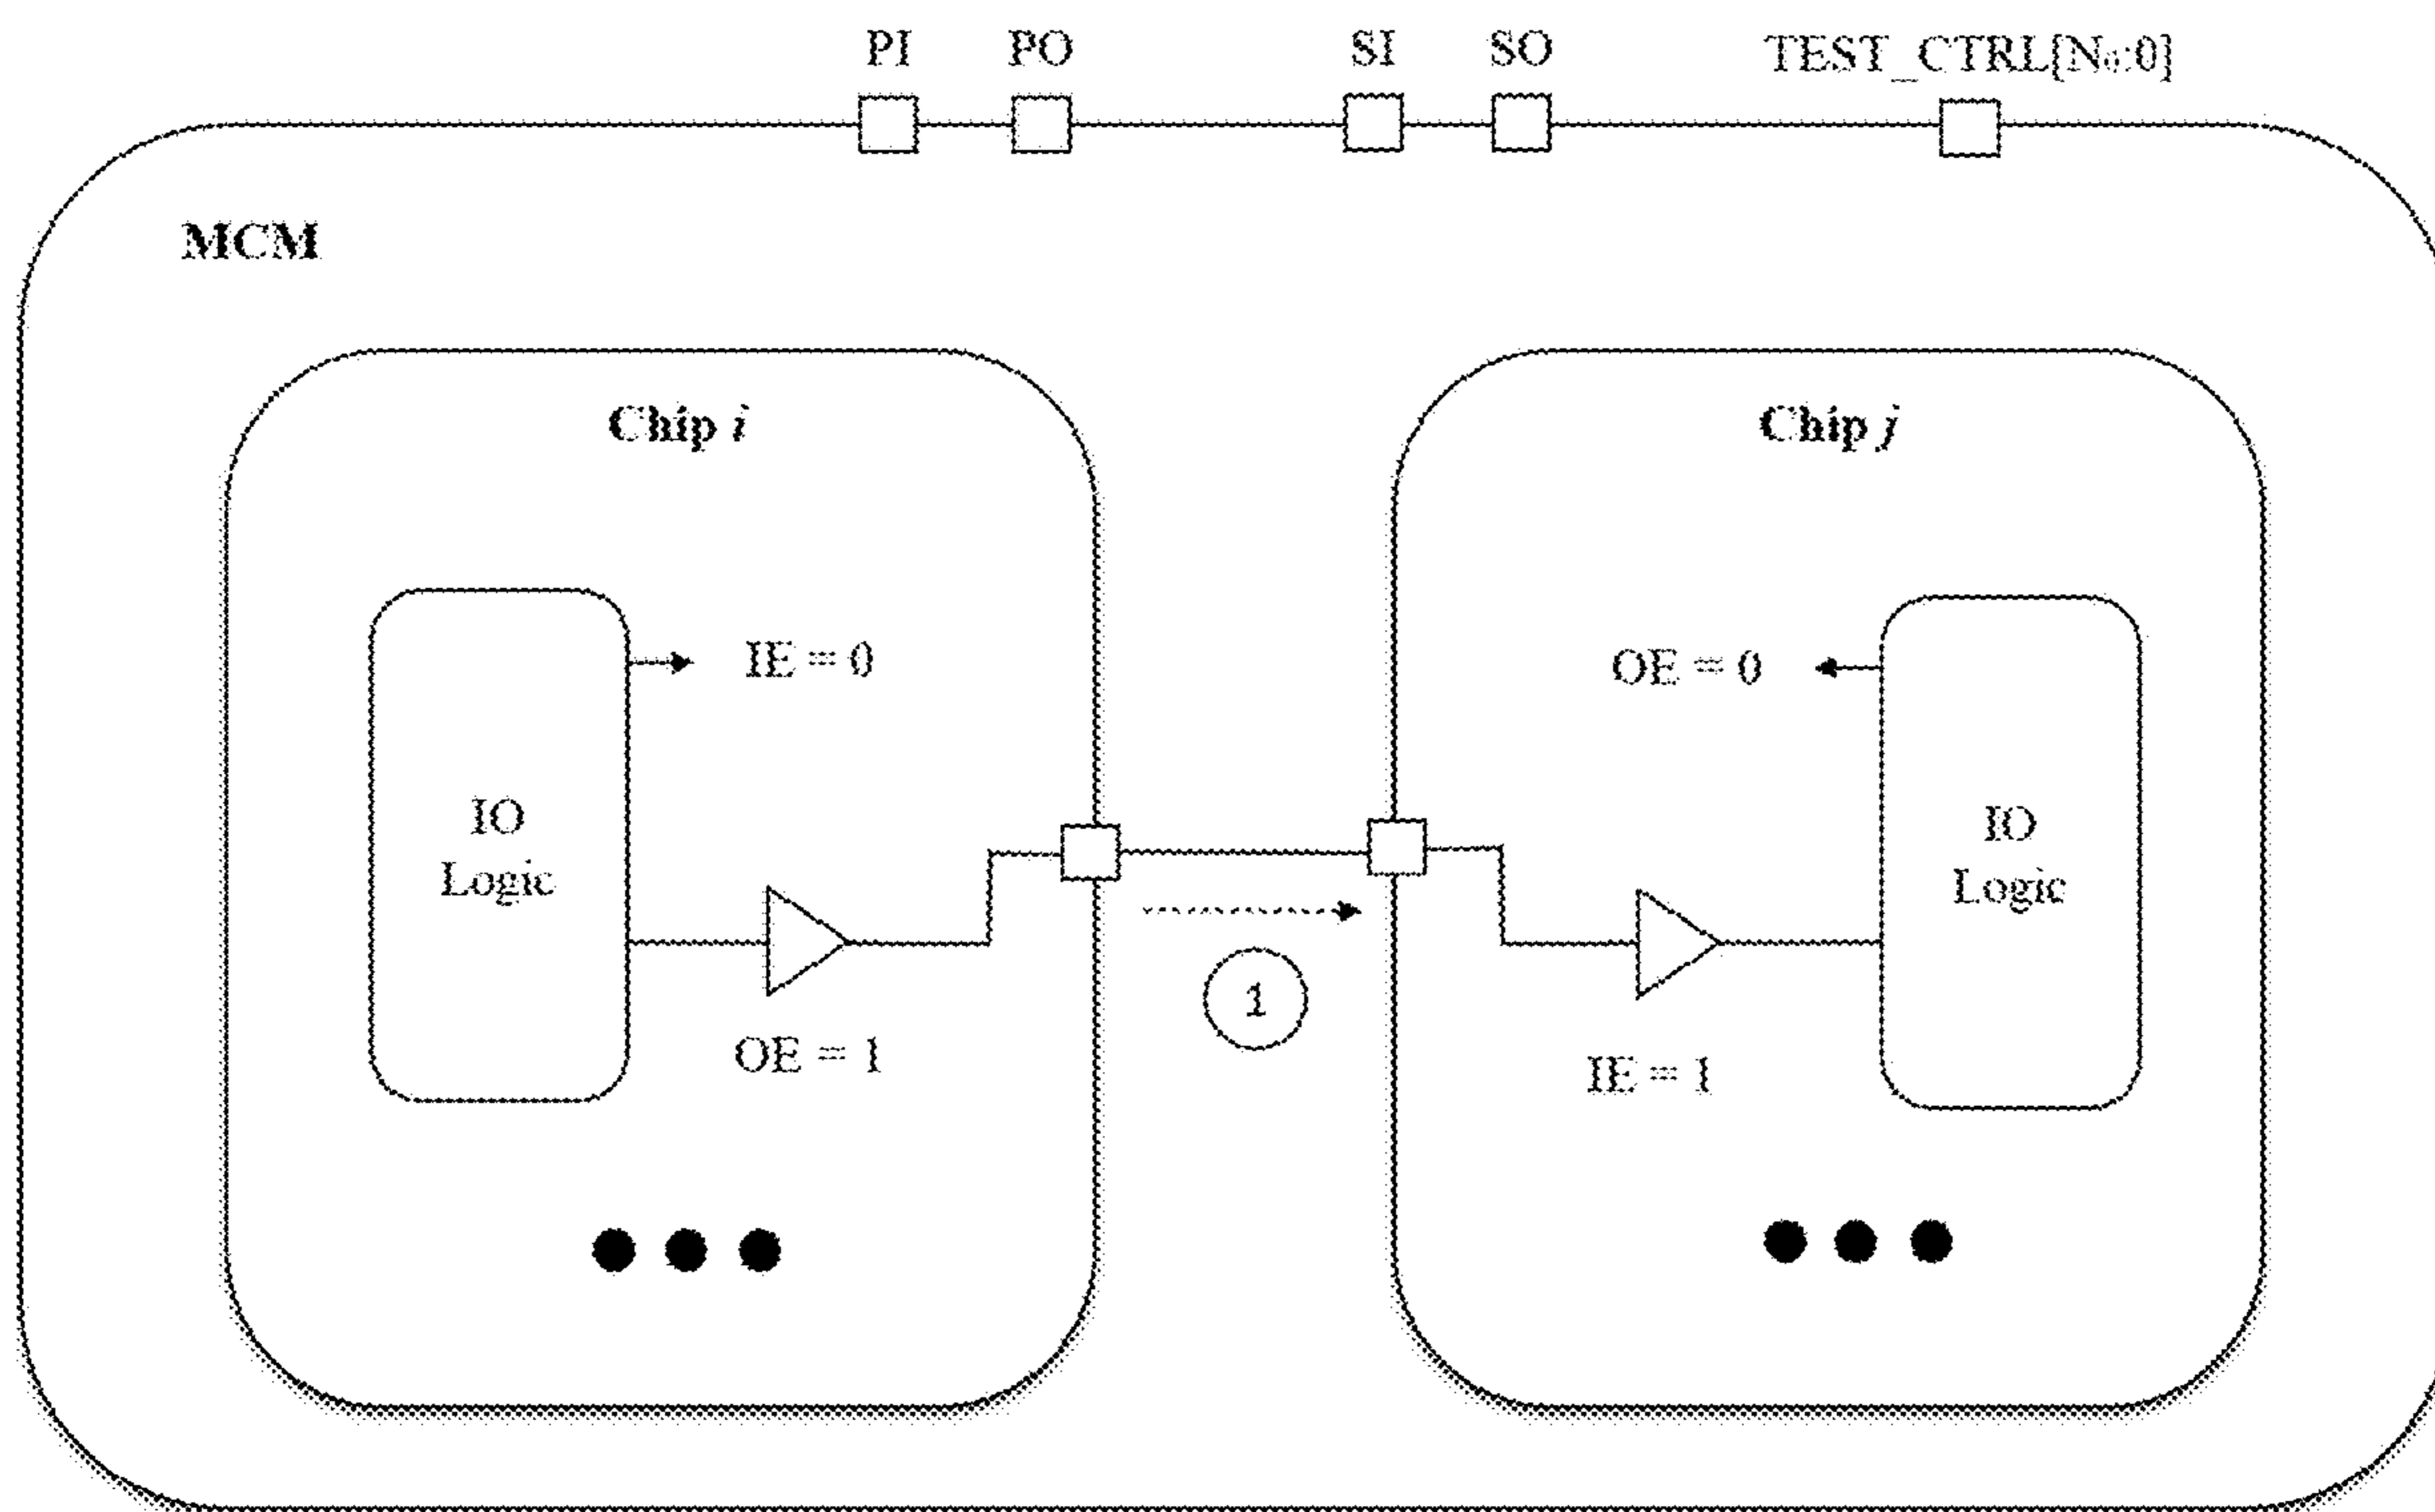 PI PO SI SO TEST_CTRL[N₀:0]
MCM
Chip i
Chip j
IE = 0
OE = 0
IO
Logic
IO
Logic
1
OE = 1
IE = 1